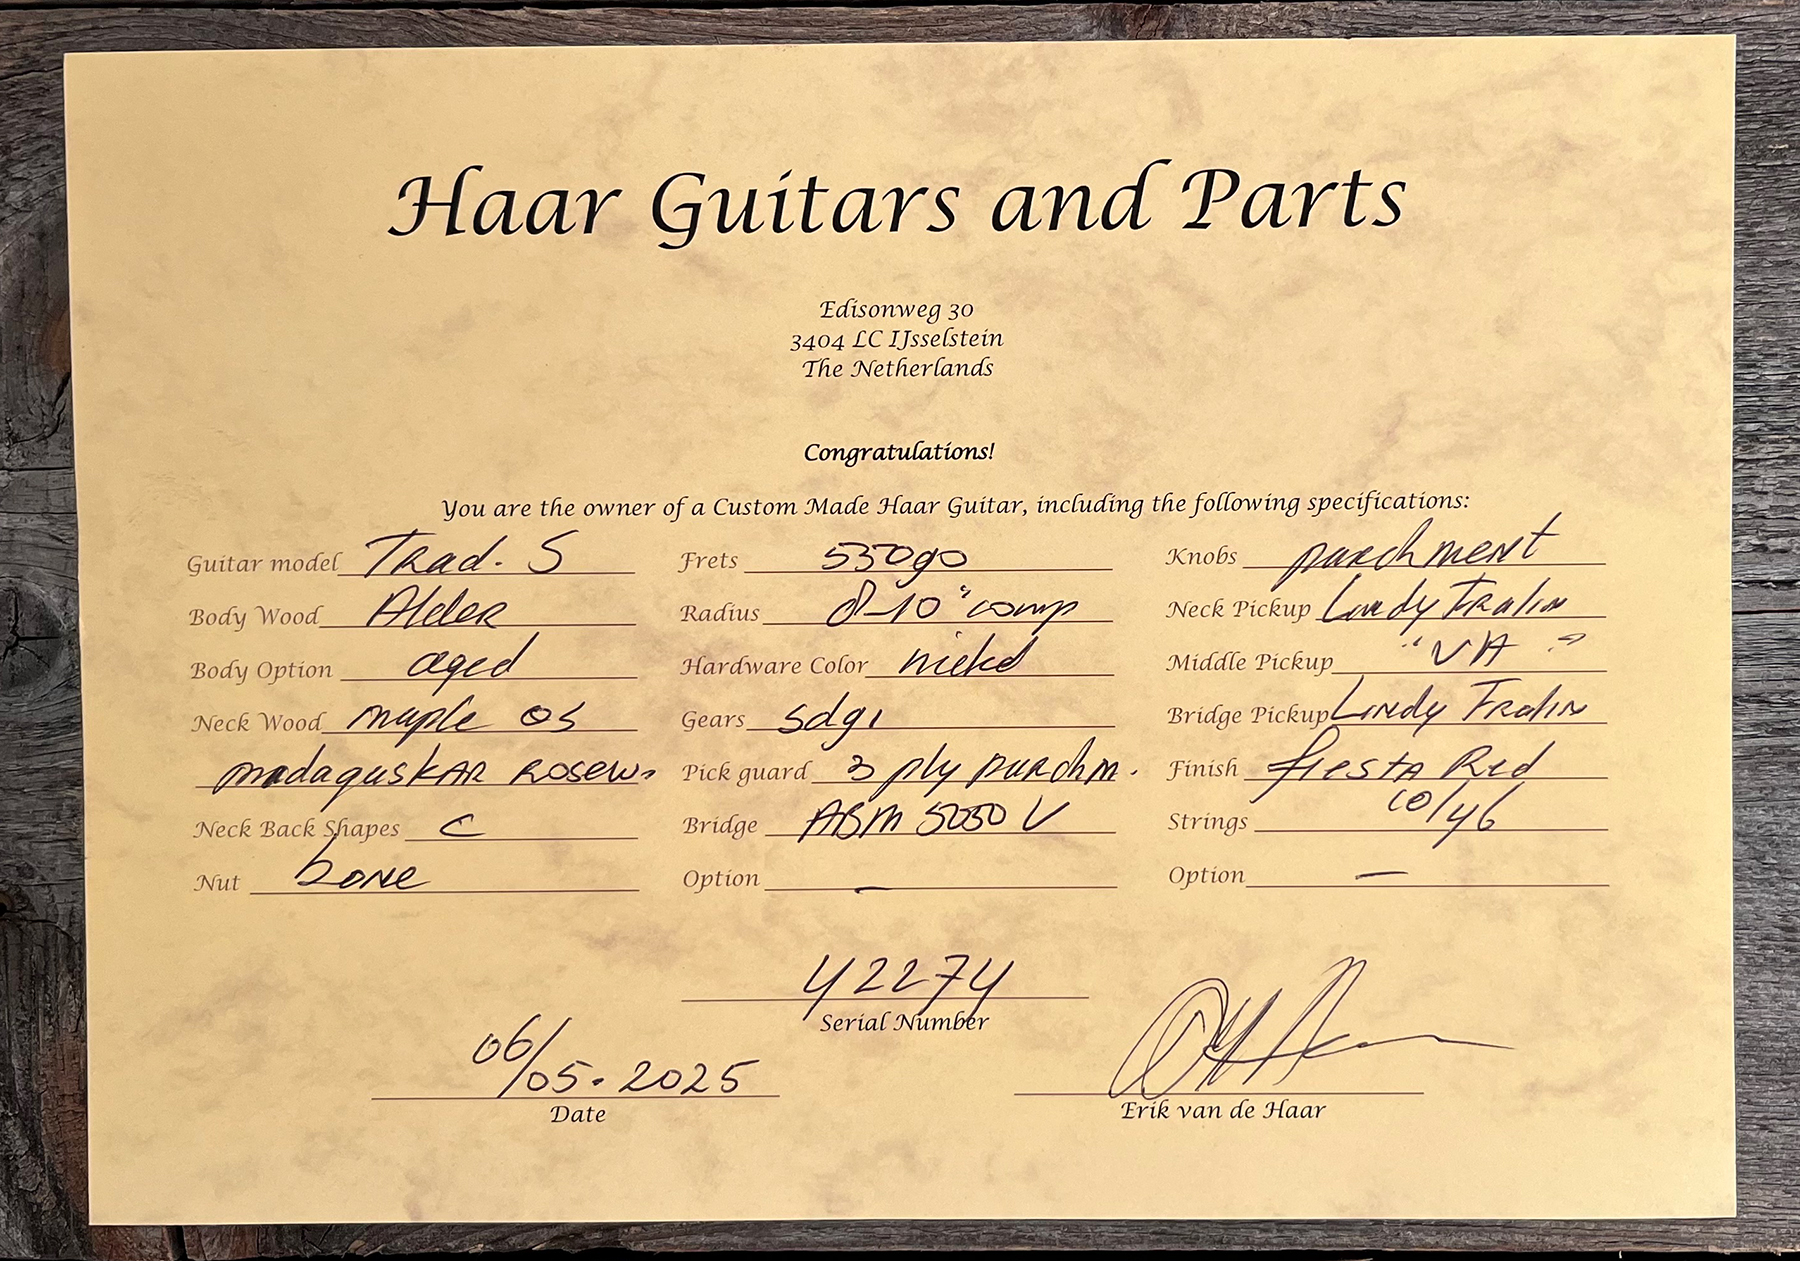 Haar Guitars and Parts
Edisonweg 30
3404 LC IJsselstein
The Netherlands
Congratulations!
You are the owner of a Custom Made Haar Guitar, including the following specifications:
Guitar model Trad. S
Body Wood Alder
Body Option aged
Neck Wood maple QS
madagaskar Rosew.
Neck Back Shapes C
Nut bone
Frets 55090
Radius 8-10" comp
Hardware Color nickel
Gears sdg1
Pick guard 3 ply parchm.
Bridge ABM 5050 V
Option —
Knobs parchment
Neck Pickup Lindy Fralin
Middle Pickup "VH"
Bridge Pickup Lindy Fralin
Finish fiesta Red
Strings 10/46
Option —
42274
Serial Number
06/05.2025
Date
Erik van de Haar